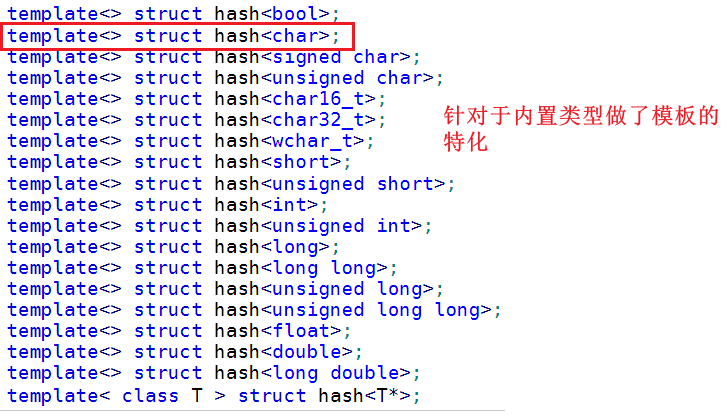 template<> struct hash<bool>;
template<> struct hash<char>;
template<> struct hash<signed char>;
template<> struct hash<unsigned char>;
template<> struct hash<char16_t>;
template<> struct hash<char32_t>;
template<> struct hash<wchar_t>;
template<> struct hash<short>;
template<> struct hash<unsigned short>;
template<> struct hash<int>;
template<> struct hash<unsigned int>;
template<> struct hash<long>;
template<> struct hash<long long>;
template<> struct hash<unsigned long>;
template<> struct hash<unsigned long long>;
template<> struct hash<float>;
template<> struct hash<double>;
template<> struct hash<long double>;
template< class T > struct hash<T*>;
针对于内置类型做了模板的
特化